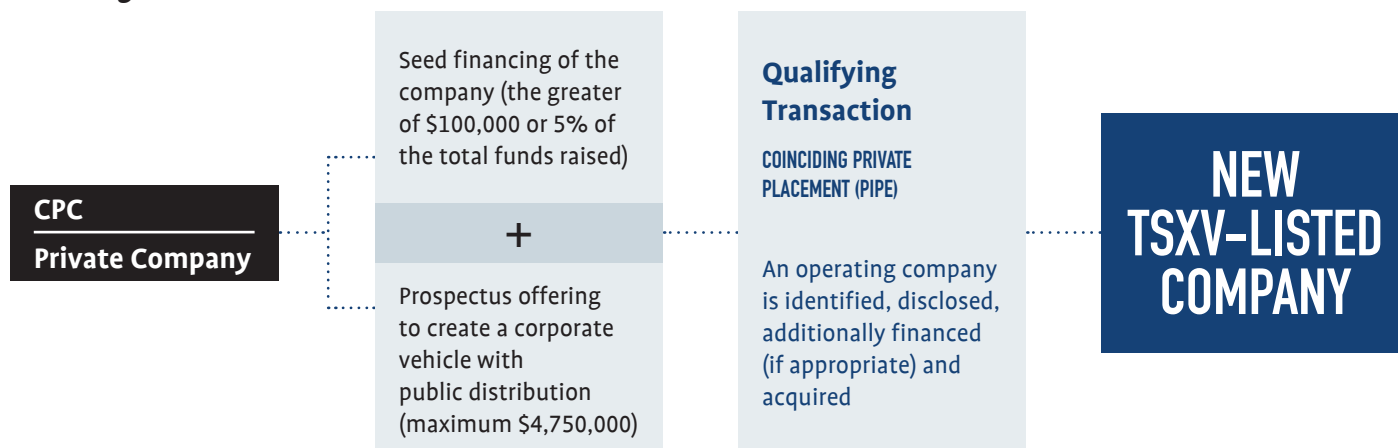 CPC
Private Company
Seed financing of the
company (the greater
of $100,000 or 5% of
the total funds raised)
+
Prospectus offering
to create a corporate
vehicle with
public distribution
(maximum $4,750,000)
Qualifying
Transaction
COINCIDING PRIVATE
PLACEMENT (PIPE)
An operating company
is identified, disclosed,
additionally financed
(if appropriate) and
acquired
NEW
TSXV-LISTED
COMPANY